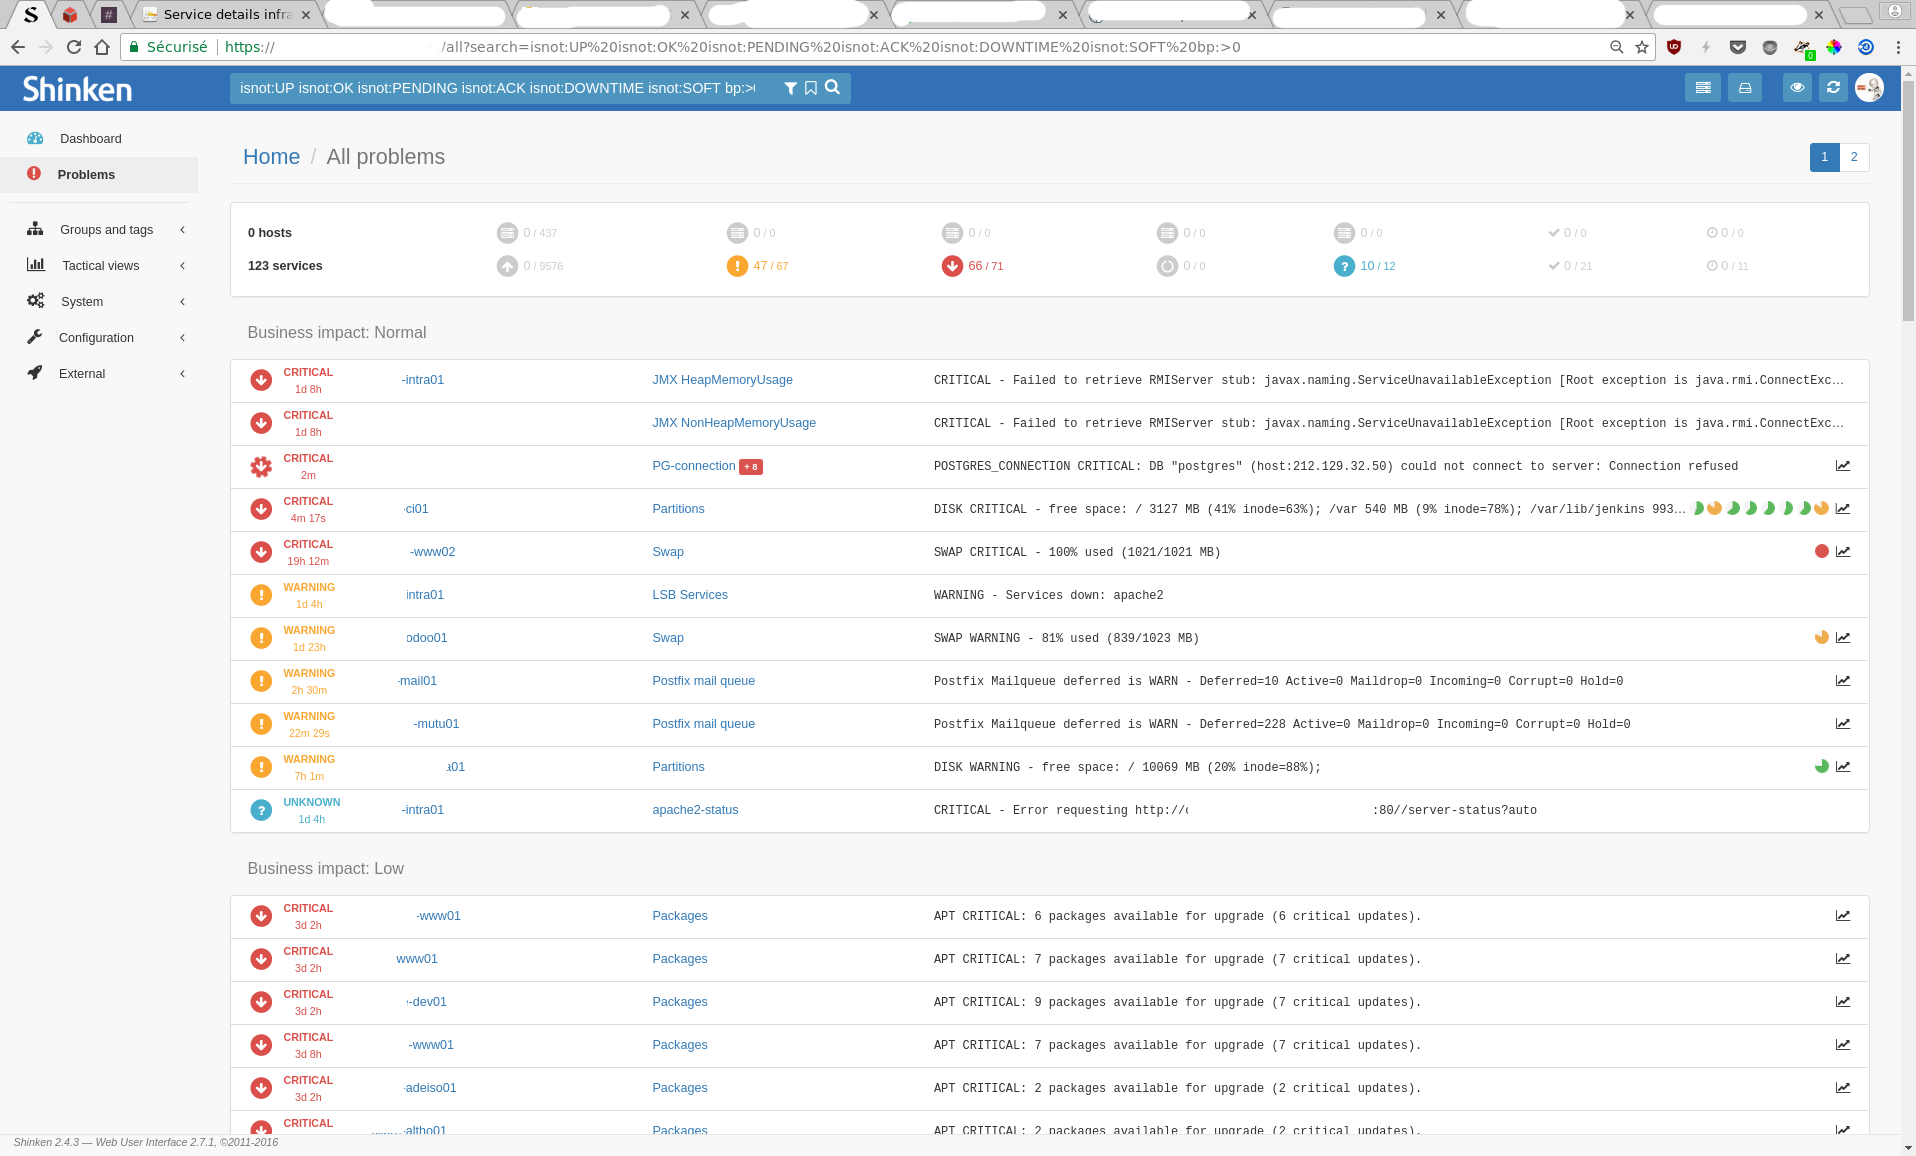 Service details infra
Sécurisé https:// /all?search=isnot:UP%20isnot:OK%20isnot:PENDING%20isnot:ACK%20isnot:DOWNTIME%20isnot:SOFT%20bp:>0
Shinken
isnot:UP isnot:OK isnot:PENDING isnot:ACK isnot:DOWNTIME isnot:SOFT bp:>
Dashboard
Problems
Groups and tags
Tactical views
System
Configuration
External
Home / All problems
1 2
0 hosts 0 / 437 0 / 0 0 / 0 0 / 0 0 / 0 0 / 0 0 / 0
123 services 0 / 9576 47 / 67 66 / 71 0 / 0 10 / 12 0 / 21 0 / 11
Business impact: Normal
CRITICAL 1d 8h -intra01 JMX HeapMemoryUsage CRITICAL - Failed to retrieve RMIServer stub: javax.naming.ServiceUnavailableException [Root exception is java.rmi.ConnectExc...
CRITICAL 1d 8h JMX NonHeapMemoryUsage CRITICAL - Failed to retrieve RMIServer stub: javax.naming.ServiceUnavailableException [Root exception is java.rmi.ConnectExc...
CRITICAL 2m PG-connection + 8 POSTGRES_CONNECTION CRITICAL: DB "postgres" (host:212.129.32.50) could not connect to server: Connection refused
CRITICAL 4m 17s -ci01 Partitions DISK CRITICAL - free space: / 3127 MB (41% inode=63%); /var 540 MB (9% inode=78%); /var/lib/jenkins 993...
CRITICAL 19h 12m -www02 Swap SWAP CRITICAL - 100% used (1021/1021 MB)
WARNING 1d 4h intra01 LSB Services WARNING - Services down: apache2
WARNING 1d 23h odoo01 Swap SWAP WARNING - 81% used (839/1023 MB)
WARNING 2h 30m -mail01 Postfix mail queue Postfix Mailqueue deferred is WARN - Deferred=10 Active=0 Maildrop=0 Incoming=0 Corrupt=0 Hold=0
WARNING 22m 29s -mutu01 Postfix mail queue Postfix Mailqueue deferred is WARN - Deferred=228 Active=0 Maildrop=0 Incoming=0 Corrupt=0 Hold=0
WARNING 7h 1m a01 Partitions DISK WARNING - free space: / 10069 MB (20% inode=88%);
UNKNOWN 1d 4h -intra01 apache2-status CRITICAL - Error requesting http:// :80//server-status?auto
Business impact: Low
CRITICAL 3d 2h -www01 Packages APT CRITICAL: 6 packages available for upgrade (6 critical updates).
CRITICAL 3d 2h www01 Packages APT CRITICAL: 7 packages available for upgrade (7 critical updates).
CRITICAL 3d 2h -dev01 Packages APT CRITICAL: 9 packages available for upgrade (7 critical updates).
CRITICAL 3d 8h -www01 Packages APT CRITICAL: 7 packages available for upgrade (7 critical updates).
CRITICAL 3d 2h -adeiso01 Packages APT CRITICAL: 2 packages available for upgrade (2 critical updates).
CRITICAL -altho01 Packages APT CRITICAL: 2 packages available for upgrade (2 critical updates).
Shinken 2.4.3 — Web User Interface 2.7.1, ©2011-2016